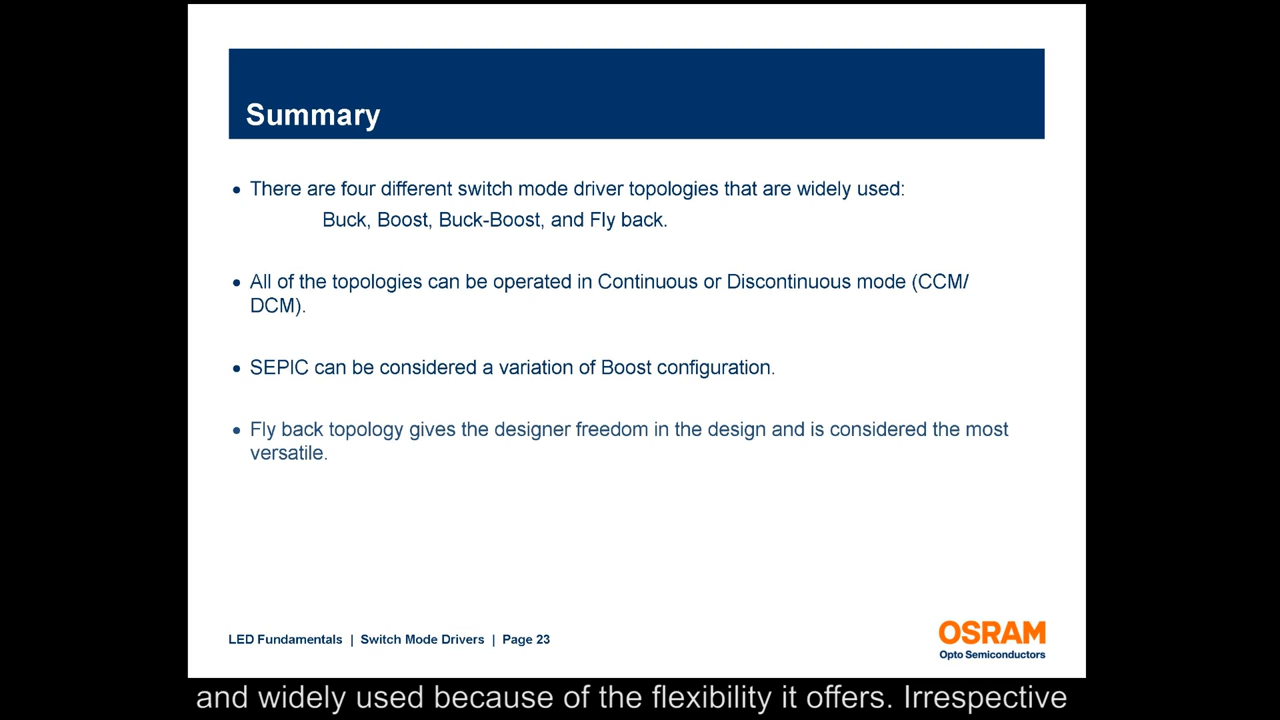 Summary
• There are four different switch mode driver topologies that are widely used:
Buck, Boost, Buck-Boost, and Fly back.
• All of the topologies can be operated in Continuous or Discontinuous mode (CCM/
DCM).
• SEPIC can be considered a variation of Boost configuration.
• Fly back topology gives the designer freedom in the design and is considered the most
versatile.
LED Fundamentals | Switch Mode Drivers | Page 23
OSRAM
Opto Semiconductors
and widely used because of the flexibility it offers. Irrespective